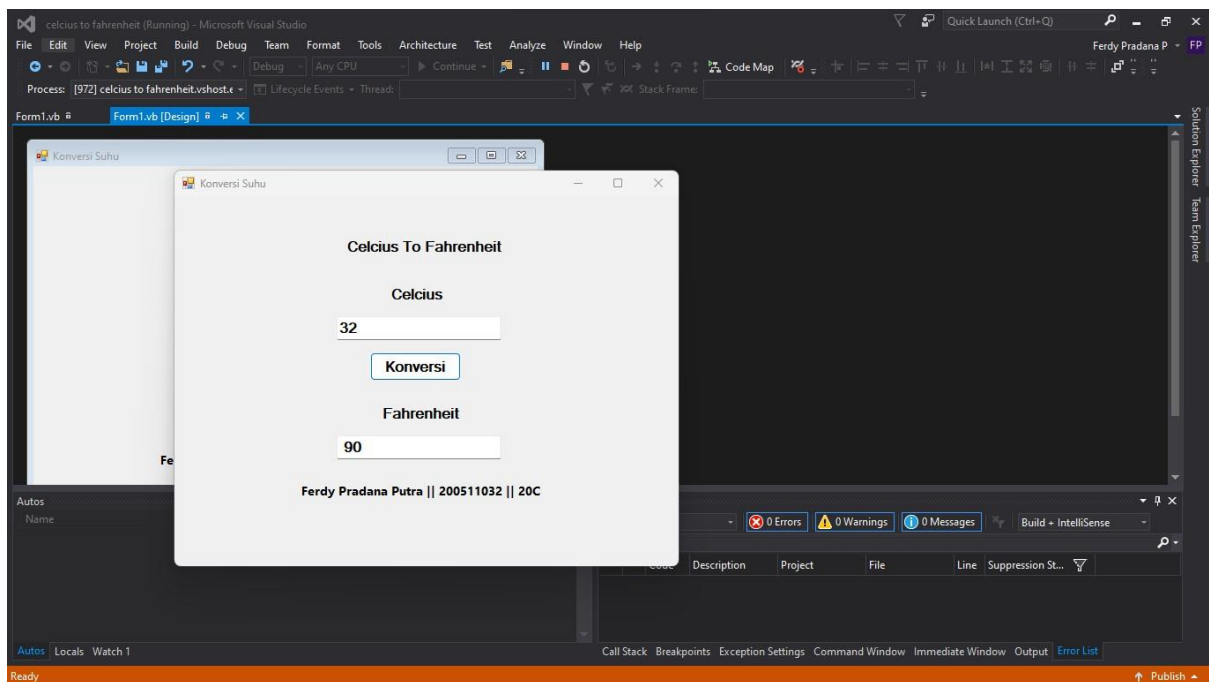 celcius to fahrenheit (Running) - Microsoft Visual Studio
Quick Launch (Ctrl+Q)
File Edit View Project Build Debug Team Format Tools Architecture Test Analyze Window Help
Ferdy Pradana P
FP
Debug Any CPU Continue Code Map
Process: [972] celcius to fahrenheit.vshost.e Lifecycle Events Thread: Stack Frame:
Form1.vb Form1.vb [Design]
Solution Explorer
Team Explorer
Konversi Suhu
Fe
Konversi Suhu
Celcius To Fahrenheit
Celcius
32
Konversi
Fahrenheit
90
Ferdy Pradana Putra || 200511032 || 20C
Autos
Name
0 Errors 0 Warnings 0 Messages Build + IntelliSense
Description Project File Line Suppression St...
Autos Locals Watch 1
Call Stack Breakpoints Exception Settings Command Window Immediate Window Output Error List
Ready
Publish